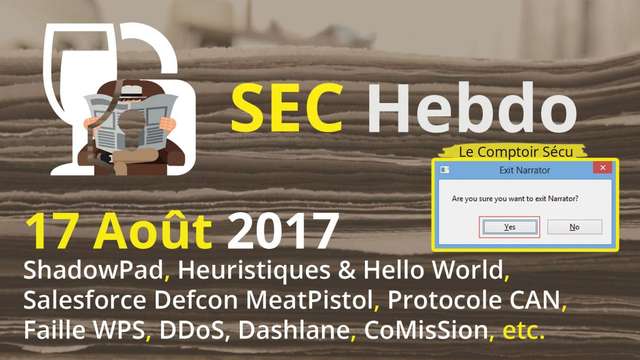 SEC Hebdo
Le Comptoir Sécu
Exit Narrator
x
Are you sure you want to exit Narrator?
Yes
No
17 Août 2017
ShadowPad, Heuristiques & Hello World,
Salesforce Defcon MeatPistol, Protocole CAN,
Faille WPS, DDoS, Dashlane, CoMisSion, etc.